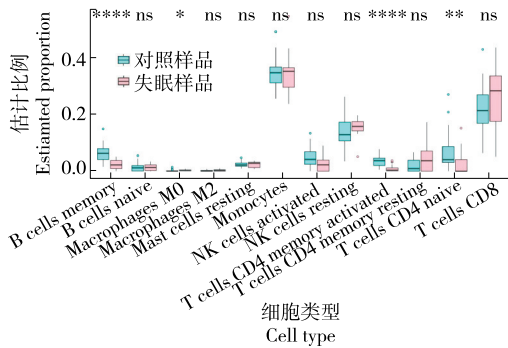 **** ns * ns ns ns ns ns **** ns ** ns
对照样品
失眠样品
估计比例
Estiamted proportion
0.4
0.2
0.0
B cells memory
B cells naive
Macrophages M0
Macrophages M2
Mast cells resting
Monocytes
NK cells activated
NK cells resting
T cells CD4 memory activated
T cells CD4 memory resting
T cells CD4 naive
T cells CD8
细胞类型
Cell type